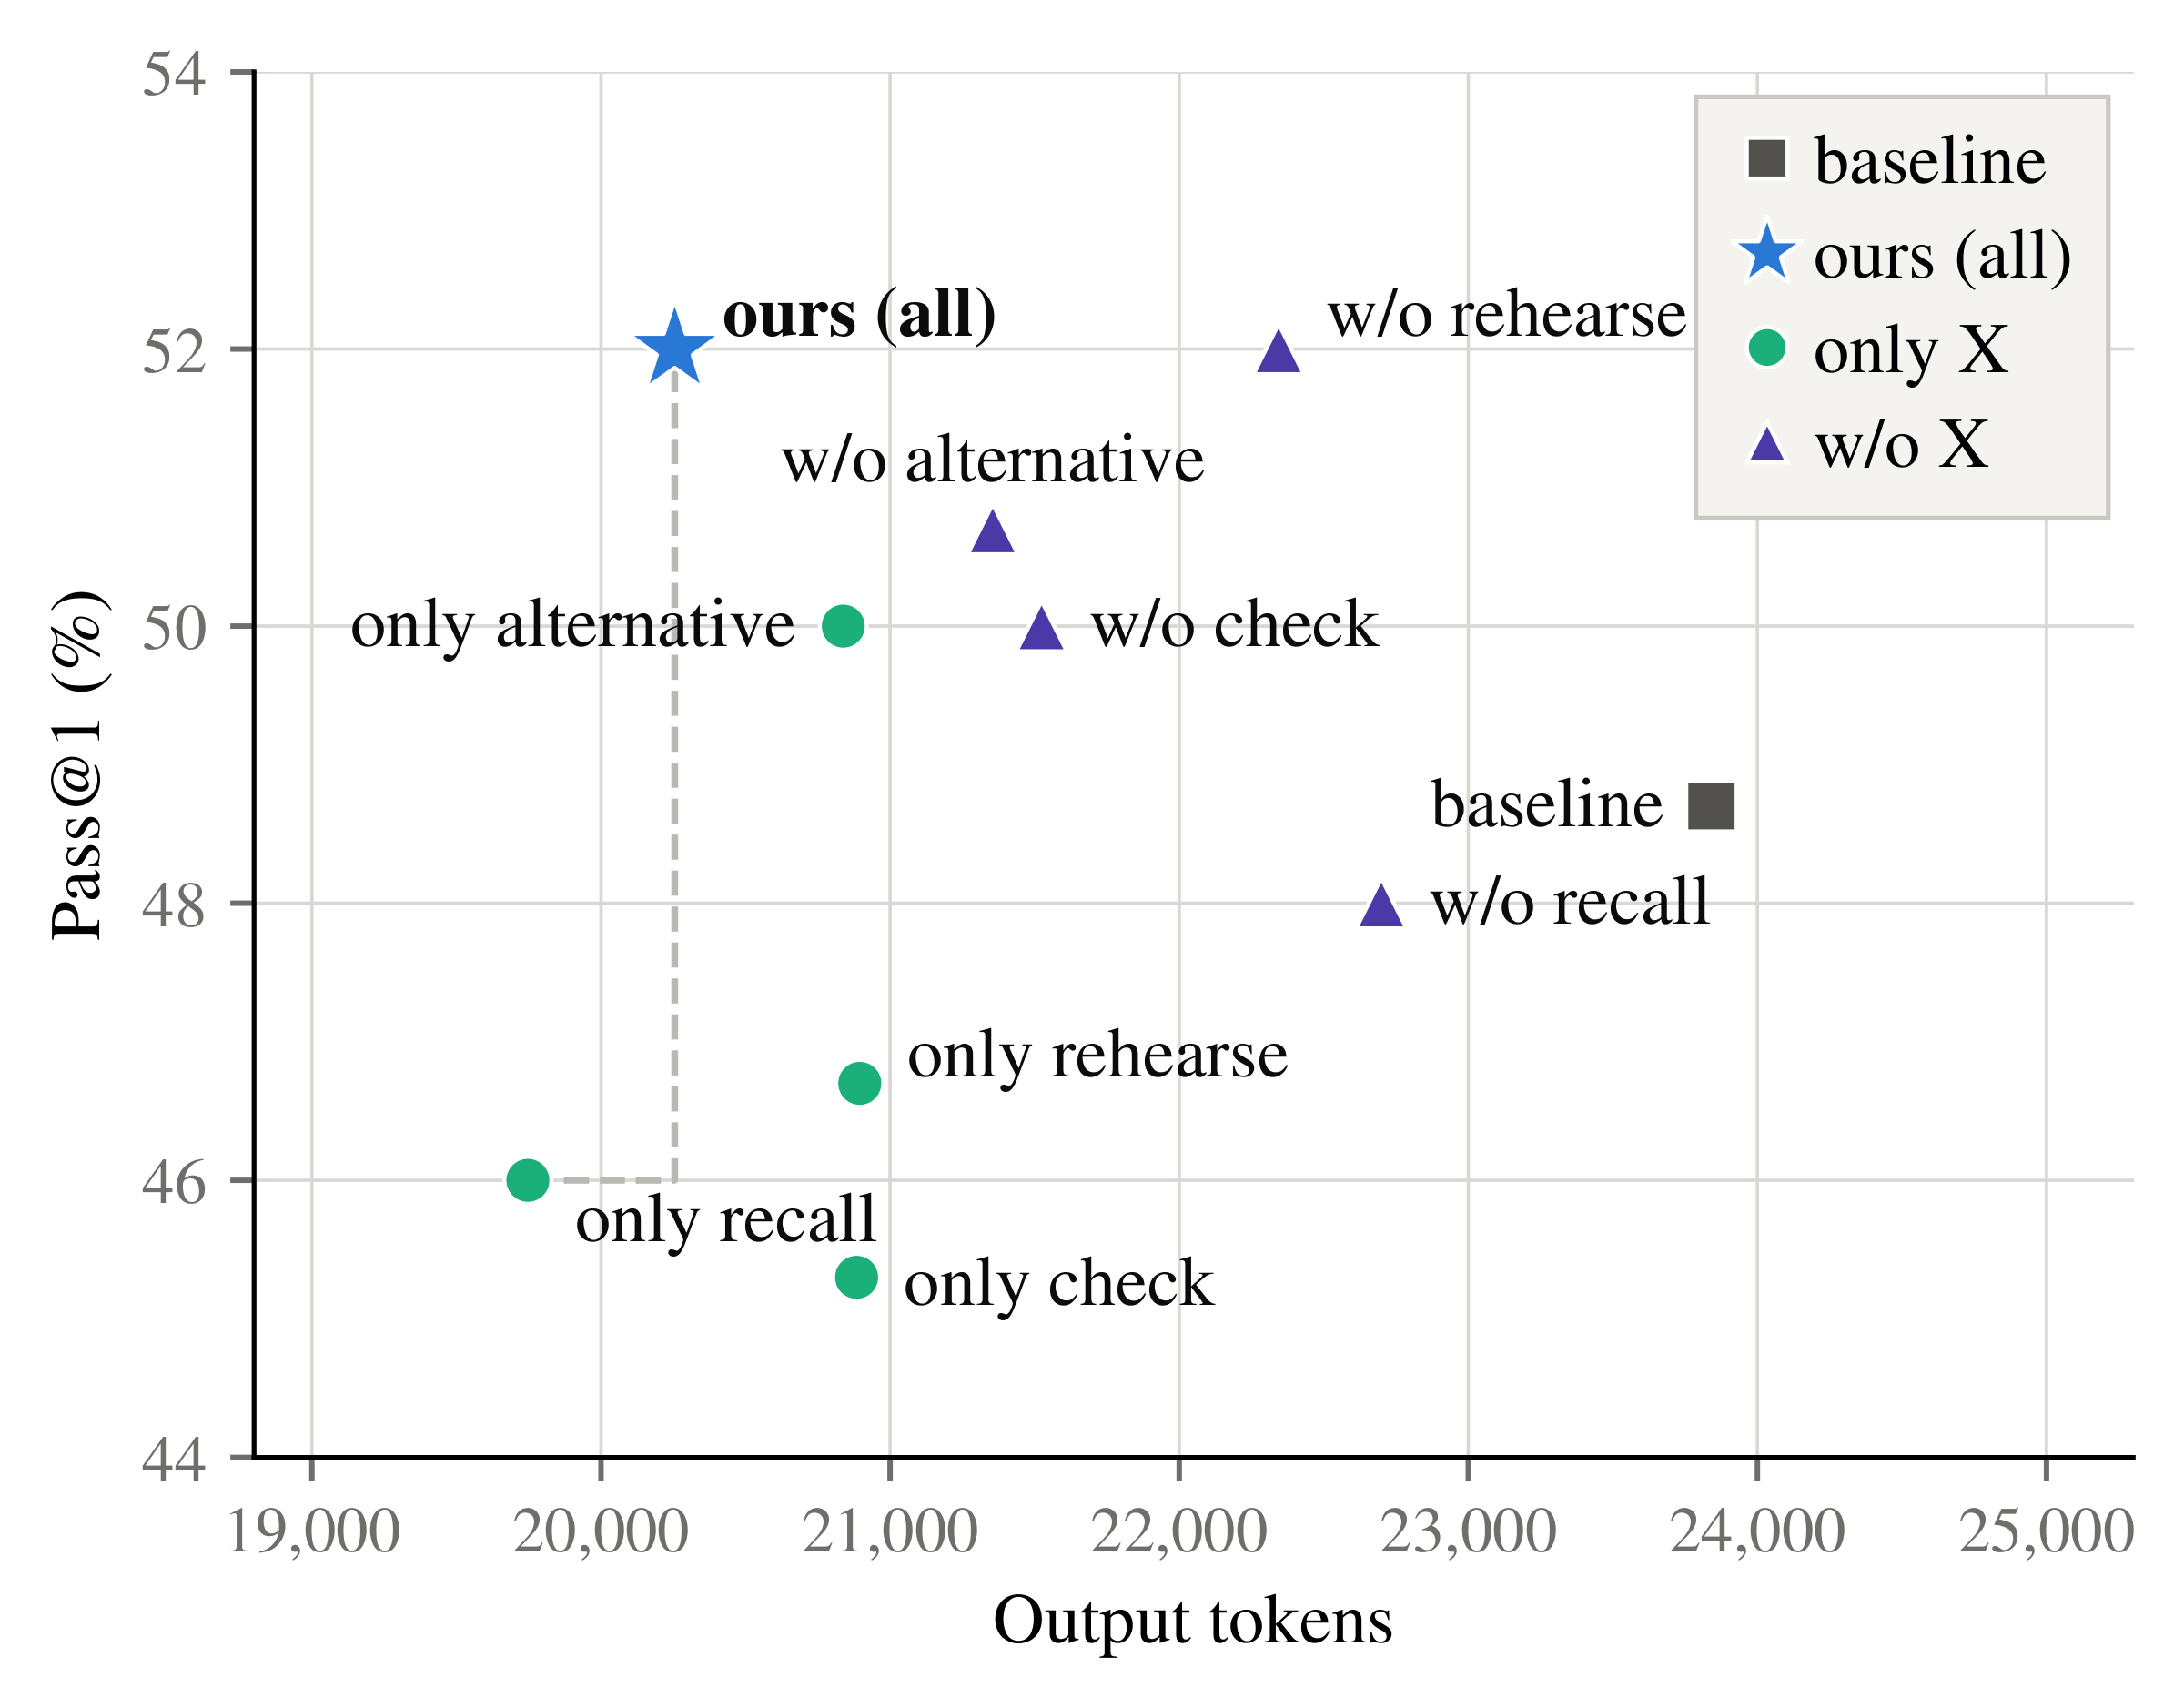 54
52
50
48
46
44
Pass@1 (%)
baseline
ours (all)
only X
w/o X
ours (all)
w/o rehearse
w/o alternative
only alternative
w/o check
baseline
w/o recall
only rehearse
only recall
only check
19,000
20,000
21,000
22,000
23,000
24,000
25,000
Output tokens